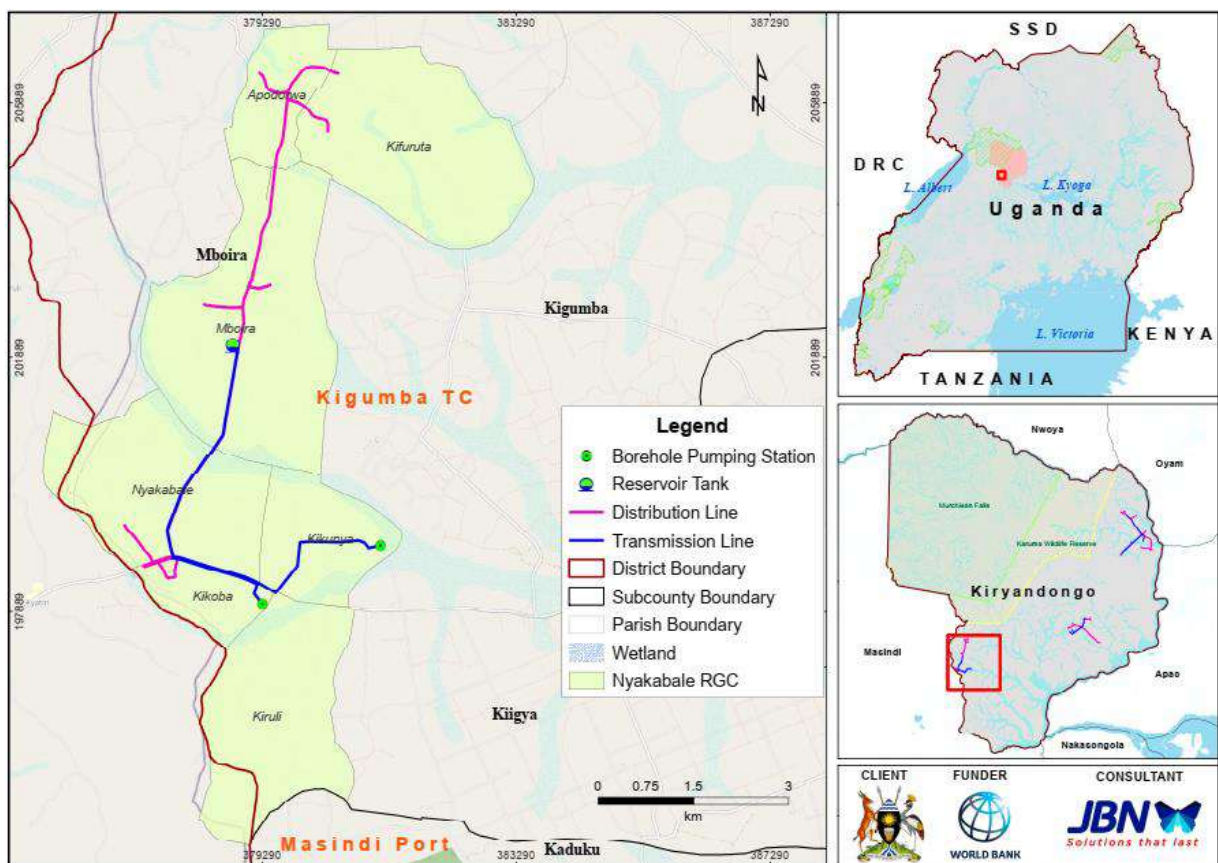 379290
383290
387290
205889
201889
197889
205889
201889
197889
379290
383290
387290
N
Apodorwa
Kifuruta
Mboira
Kigumba
Mboira
Kigumba TC
Nyakabale
Kikunya
Kikoba
Kiruli
Kiigya
Masindi Port
Kaduku
Legend
Borehole Pumping Station
Reservoir Tank
Distribution Line
Transmission Line
District Boundary
Subcounty Boundary
Parish Boundary
Wetland
Nyakabale RGC
0 0.75 1.5 3
km
SSD
DRC
L. Albert
L. Kyoga
Uganda
L. Victoria
KENYA
TANZANIA
Nwoya
Oyam
Murchison Falls
Karuma Wildlife Reserve
Kiryandongo
Masindi
Apac
Nakasongola
CLIENT
FUNDER
CONSULTANT
WORLD BANK
JBN
Solutions that last